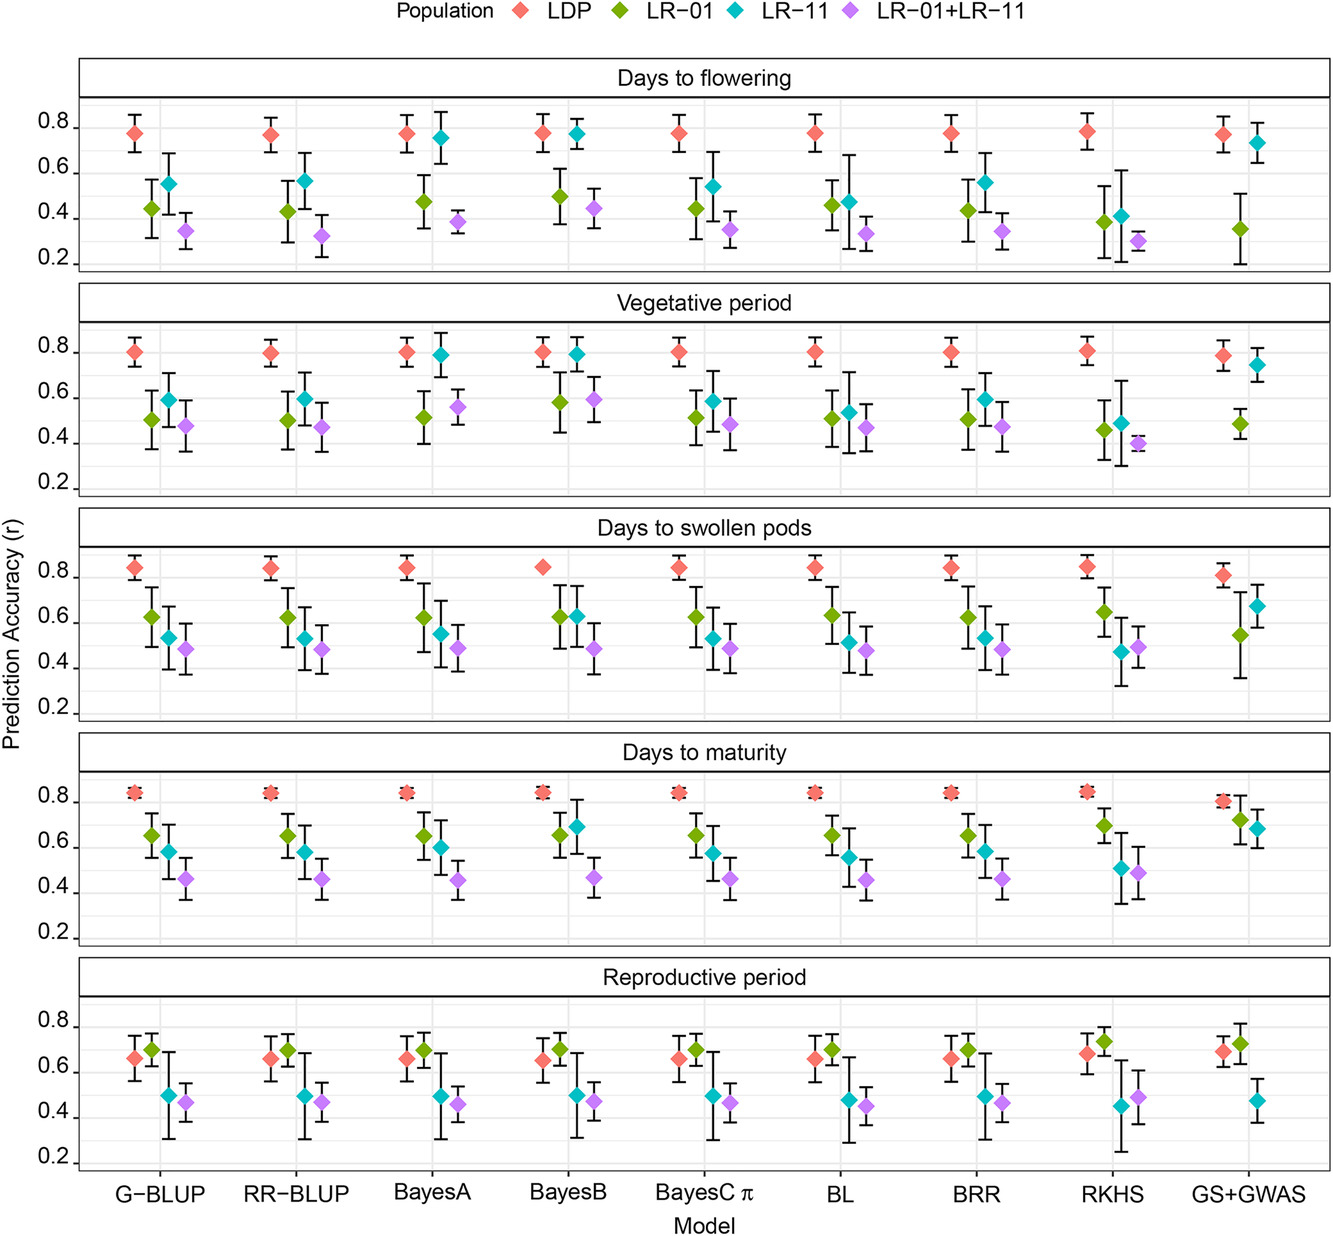 Population LDP LR−01 LR−11 LR−01+LR−11
Days to flowering
0.8
0.6
0.4
0.2
Vegetative period
0.8
0.6
0.4
0.2
Days to swollen pods
0.8
0.6
0.4
0.2
Days to maturity
0.8
0.6
0.4
0.2
Reproductive period
0.8
0.6
0.4
0.2
Prediction Accuracy (r)
G−BLUP RR−BLUP BayesA BayesB BayesC π BL BRR RKHS GS+GWAS
Model